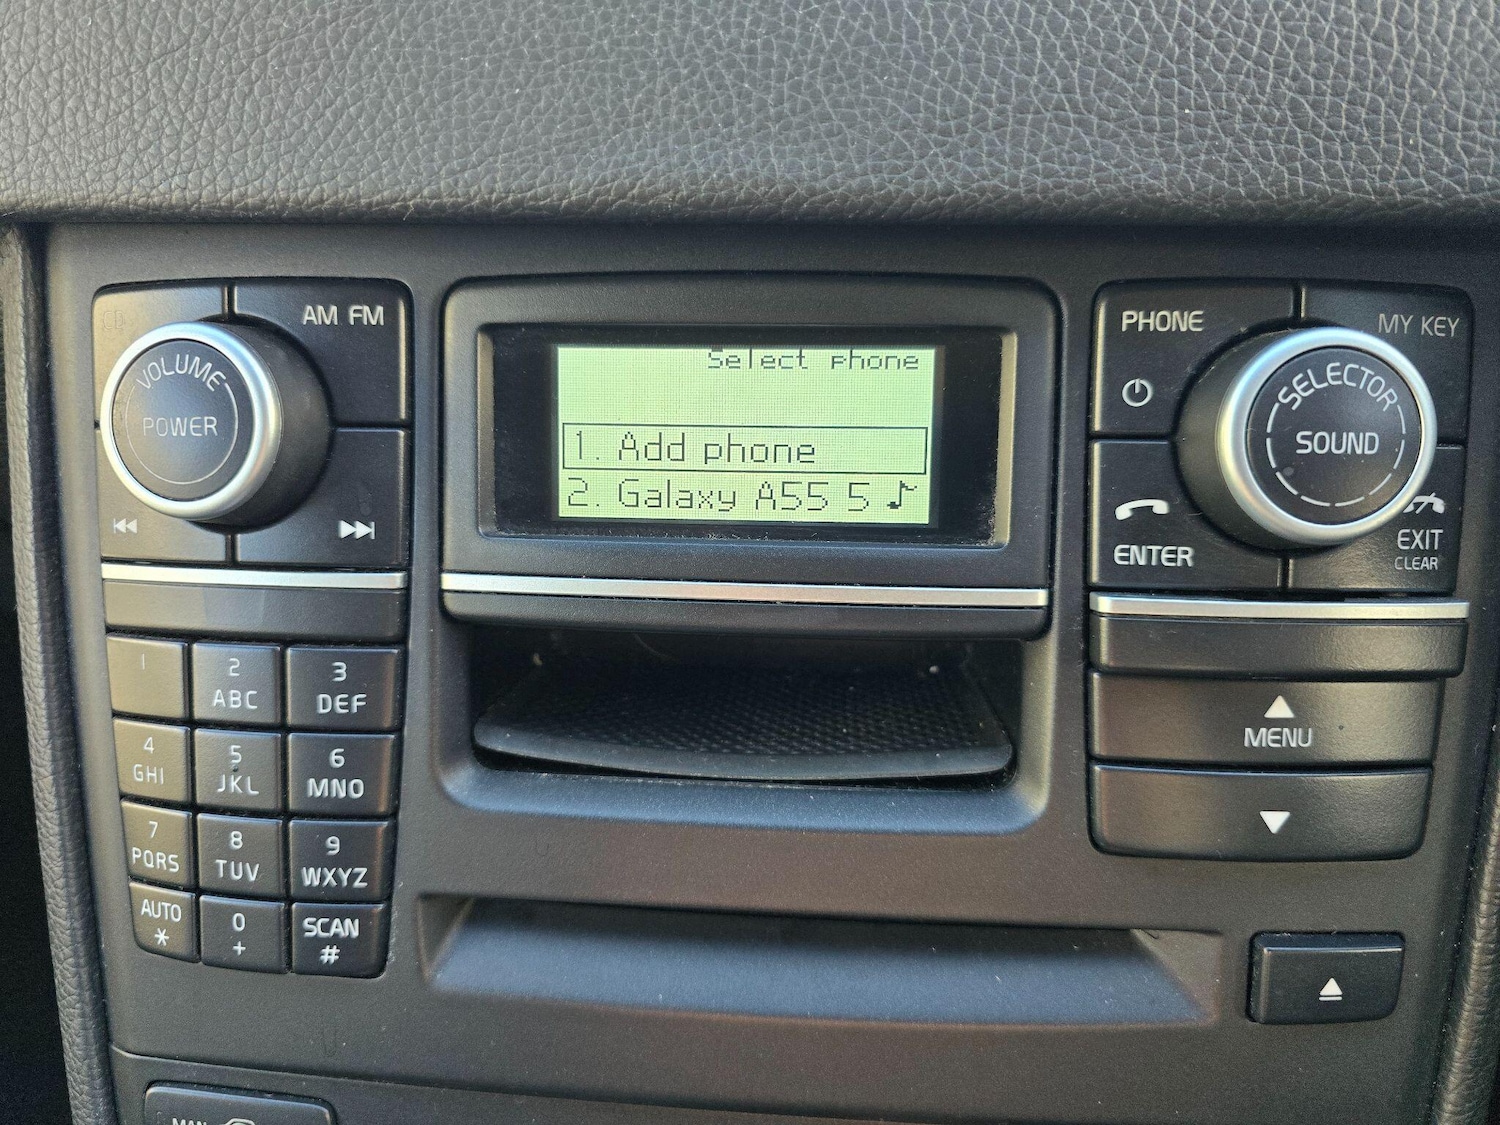 Select phone
1. Add phone
2. Galaxy A55 5
AM FM
VOLUME
POWER
PHONE
MY KEY
SELECTOR
SOUND
ENTER
EXIT
CLEAR
1
2
ABC
3
DEF
4
GHI
5
JKL
6
MNO
7
PQRS
8
TUV
9
WXYZ
AUTO
*
0
+
SCAN
#
MENU